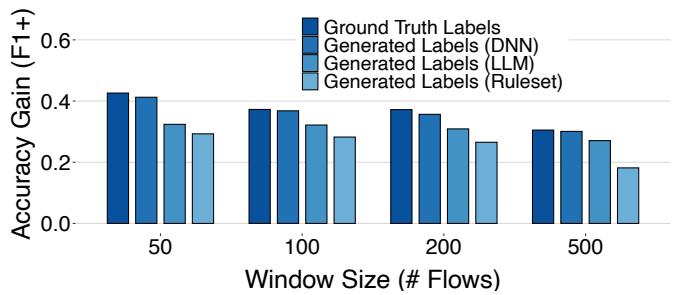 Ground Truth Labels
Generated Labels (DNN)
Generated Labels (LLM)
Generated Labels (Ruleset)
Accuracy Gain (F1+)
0.6
0.4
0.2
0.0
50 100 200 500
Window Size (# Flows)